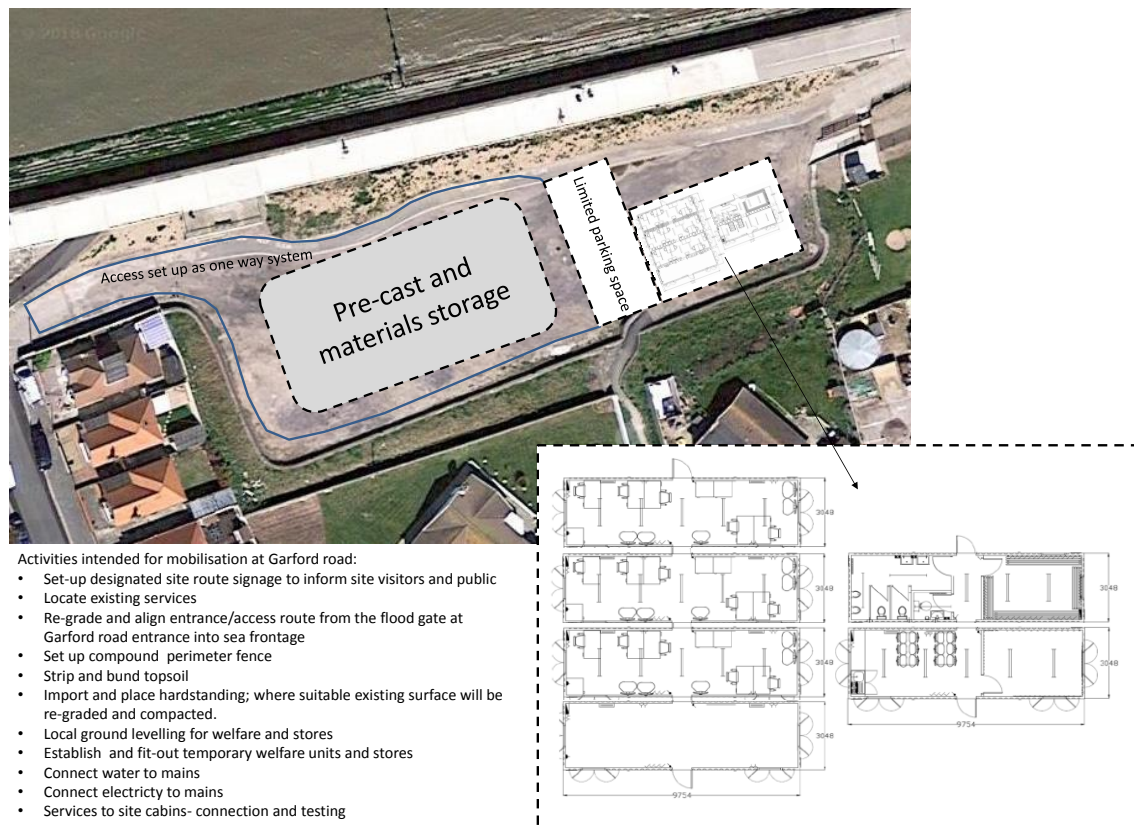 © 2018 Google
Access set up as one way system
Pre-cast and
materials storage
Limited parking space
Activities intended for mobilisation at Garford road:
• Set-up designated site route signage to inform site visitors and public
• Locate existing services
• Re-grade and align entrance/access route from the flood gate at
Garford road entrance into sea frontage
• Set up compound perimeter fence
• Strip and bund topsoil
• Import and place hardstanding; where suitable existing surface will be
re-graded and compacted.
• Local ground levelling for welfare and stores
• Establish and fit-out temporary welfare units and stores
• Connect water to mains
• Connect electricty to mains
• Services to site cabins- connection and testing
3048
3048
3048
3048
9754
3048
3048
9754